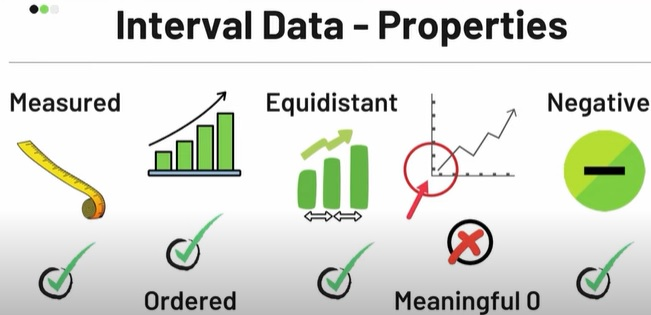 Interval Data - Properties
Measured
Equidistant
Negative
Ordered
Meaningful 0